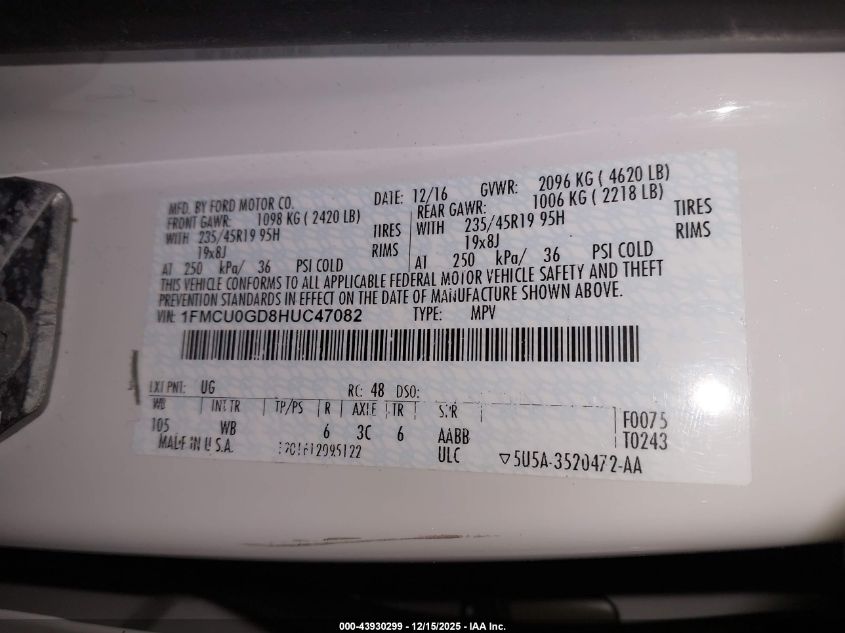 MFD. BY FORD MOTOR CO. DATE: 12/16 GVWR: 2096 KG ( 4620 LB)
FRONT GAWR: 1098 KG ( 2420 LB) REAR GAWR: 1006 KG ( 2218 LB)
WITH 235/45R19 95H TIRES WITH 235/45R19 95H TIRES
19x8J RIMS 19x8J RIMS
AT 250 kPa/ 36 PSI COLD AT 250 kPa/ 36 PSI COLD
THIS VEHICLE CONFORMS TO ALL APPLICABLE FEDERAL MOTOR VEHICLE SAFETY AND THEFT
PREVENTION STANDARDS IN EFFECT ON THE DATE OF MANUFACTURE SHOWN ABOVE.
VIN: 1FMCU0GD8HUC47082 TYPE: MPV
EXT PNT: UG RC: 48 DSO:
WB INT TR TP/PS R AXLE TR SPR
105 WB 6 3C 6 AABB F0075
MADE IN U.S.A. ULC T0243
5U5A-3520472-AA
000-43930299 - 12/15/2025 - IAA Inc.